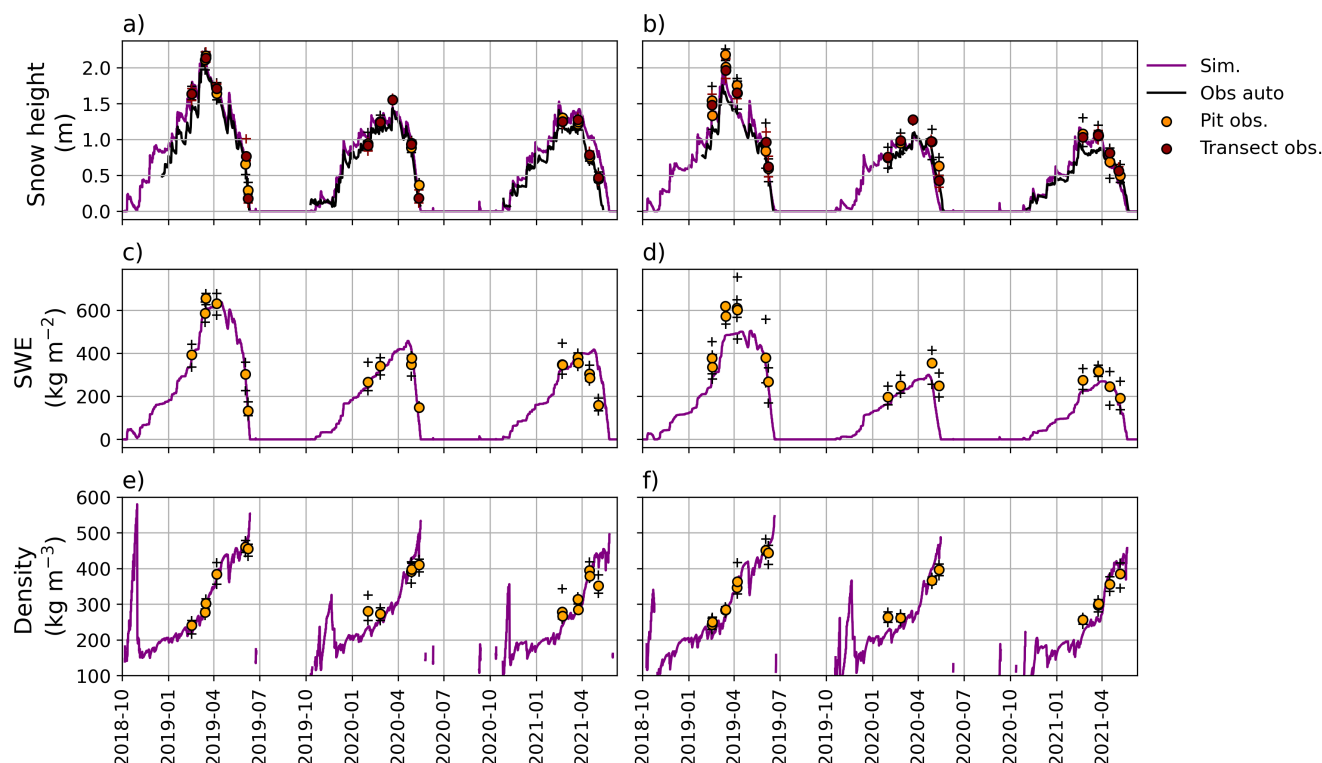 a)
b)
Snow height
(m)
2.0
1.5
1.0
0.5
0.0
Sim.
Obs auto
Pit obs.
Transect obs.
c)
d)
SWE
(kg m⁻²)
600
400
200
0
e)
f)
Density
(kg m⁻³)
600
500
400
300
200
100
2018-10
2019-01
2019-04
2019-07
2019-10
2020-01
2020-04
2020-07
2020-10
2021-01
2021-04
2018-10
2019-01
2019-04
2019-07
2019-10
2020-01
2020-04
2020-07
2020-10
2021-01
2021-04